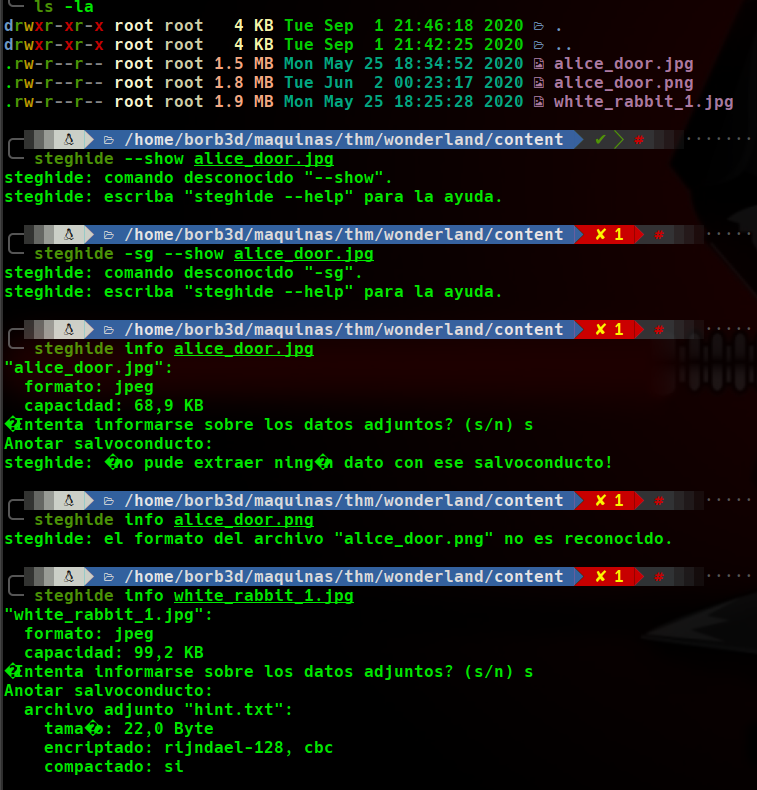 ls -la
drwxr-xr-x root root   4 KB Tue Sep  1 21:46:18 2020 .
drwxr-xr-x root root   4 KB Tue Sep  1 21:42:25 2020 ..
.rw-r--r-- root root 1.5 MB Mon May 25 18:34:52 2020 alice_door.jpg
.rw-r--r-- root root 1.8 MB Tue Jun  2 00:23:17 2020 alice_door.png
.rw-r--r-- root root 1.9 MB Mon May 25 18:25:28 2020 white_rabbit_1.jpg
/home/borb3d/maquinas/thm/wonderland/content ✔ #
steghide --show alice_door.jpg
steghide: comando desconocido "--show".
steghide: escriba "steghide --help" para la ayuda.
/home/borb3d/maquinas/thm/wonderland/content ✘ 1 #
steghide -sg --show alice_door.jpg
steghide: comando desconocido "-sg".
steghide: escriba "steghide --help" para la ayuda.
/home/borb3d/maquinas/thm/wonderland/content ✘ 1 #
steghide info alice_door.jpg
"alice_door.jpg":
  formato: jpeg
  capacidad: 68,9 KB
�Intenta informarse sobre los datos adjuntos? (s/n) s
Anotar salvoconducto:
steghide: �no pude extraer ning�n dato con ese salvoconducto!
/home/borb3d/maquinas/thm/wonderland/content ✘ 1 #
steghide info alice_door.png
steghide: el formato del archivo "alice_door.png" no es reconocido.
/home/borb3d/maquinas/thm/wonderland/content ✘ 1 #
steghide info white_rabbit_1.jpg
"white_rabbit_1.jpg":
  formato: jpeg
  capacidad: 99,2 KB
�Intenta informarse sobre los datos adjuntos? (s/n) s
Anotar salvoconducto:
  archivo adjunto "hint.txt":
    tama�o: 22,0 Byte
    encriptado: rijndael-128, cbc
    compactado: si